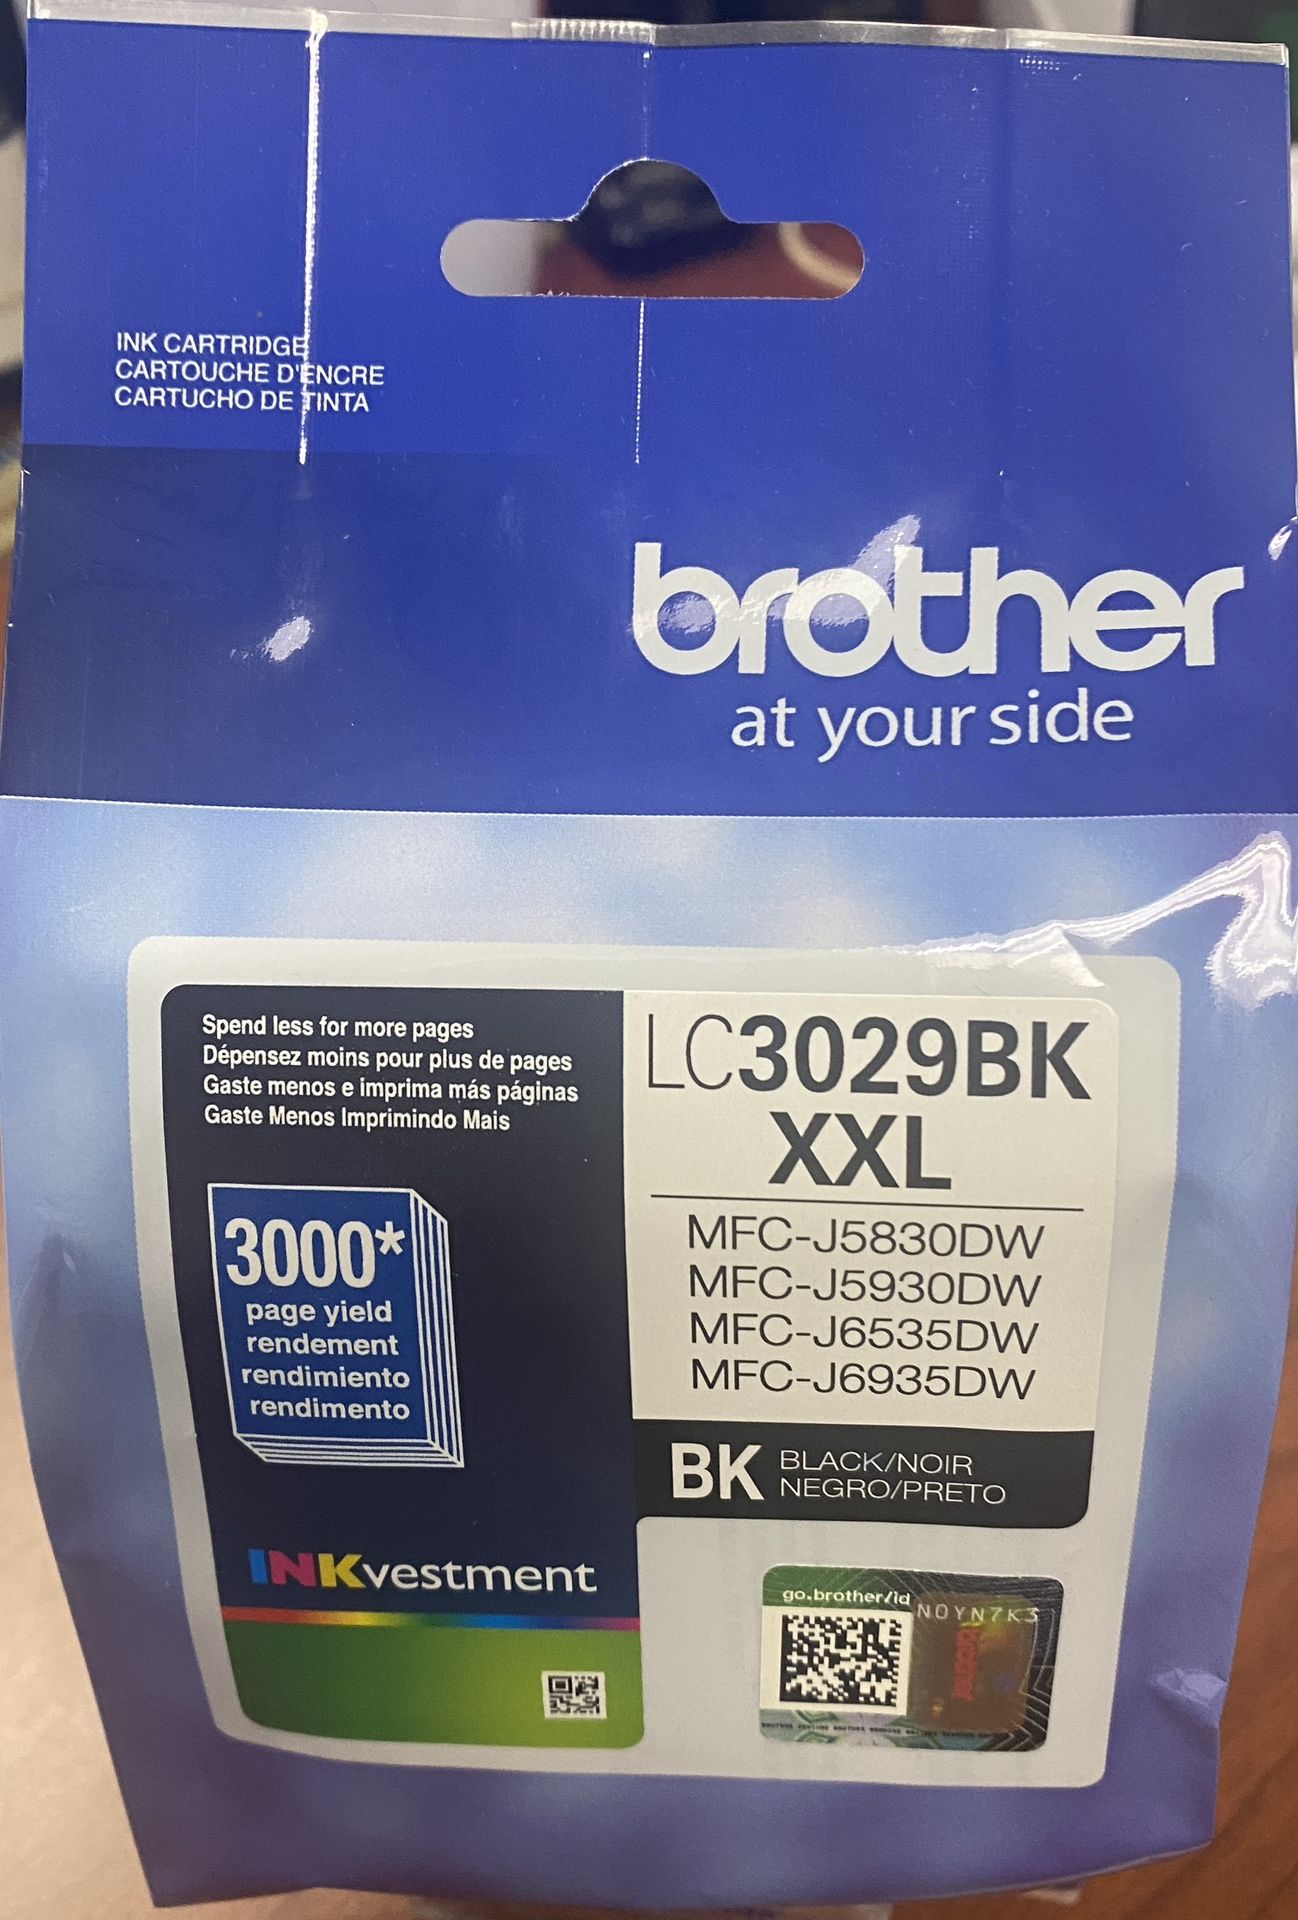 INK CARTRIDGE
CARTOUCHE D'ENCRE
CARTUCHO DE TINTA
brother
at your side
Spend less for more pages
Dépensez moins pour plus de pages
Gaste menos e imprima más páginas
Gaste Menos Imprimindo Mais
3000*
page yield
rendement
rendimiento
rendimento
INKvestment
LC3029BK
XXL
MFC-J5830DW
MFC-J5930DW
MFC-J6535DW
MFC-J6935DW
BK BLACK/NOIR
NEGRO/PRETO
go.brother/id
N0YN7K3
brother